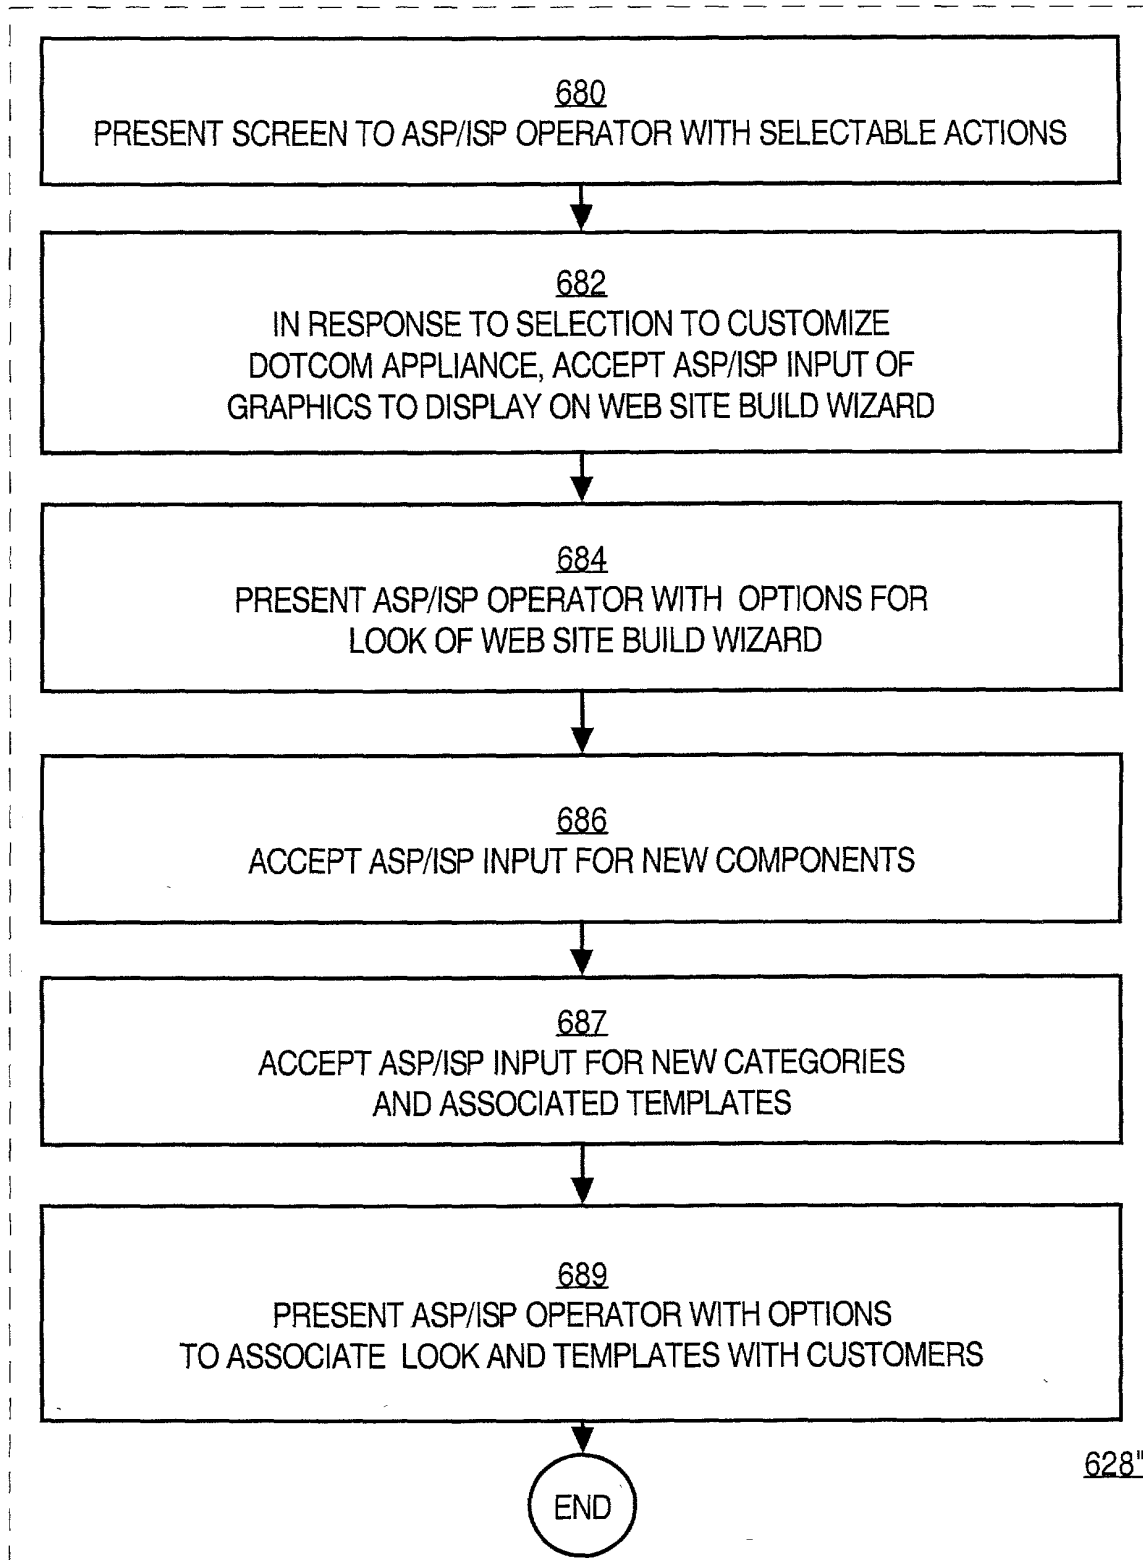 680
PRESENT SCREEN TO ASP/ISP OPERATOR WITH SELECTABLE ACTIONS
682
IN RESPONSE TO SELECTION TO CUSTOMIZE
DOTCOM APPLIANCE, ACCEPT ASP/ISP INPUT OF
GRAPHICS TO DISPLAY ON WEB SITE BUILD WIZARD
684
PRESENT ASP/ISP OPERATOR WITH OPTIONS FOR
LOOK OF WEB SITE BUILD WIZARD
686
ACCEPT ASP/ISP INPUT FOR NEW COMPONENTS
687
ACCEPT ASP/ISP INPUT FOR NEW CATEGORIES
AND ASSOCIATED TEMPLATES
689
PRESENT ASP/ISP OPERATOR WITH OPTIONS
TO ASSOCIATE LOOK AND TEMPLATES WITH CUSTOMERS
628"
END